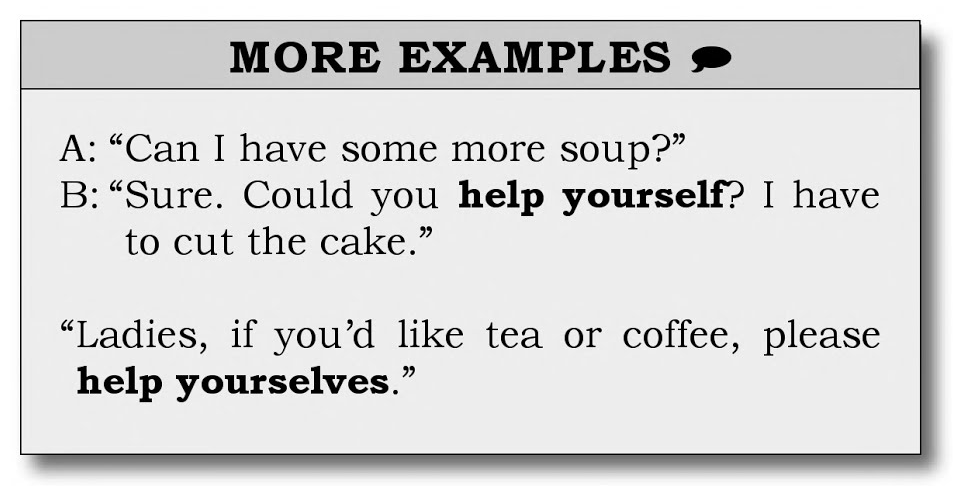 MORE EXAMPLES
A: “Can I have some more soup?”
B: “Sure. Could you help yourself? I have
to cut the cake.”
“Ladies, if you’d like tea or coffee, please
help yourselves.”